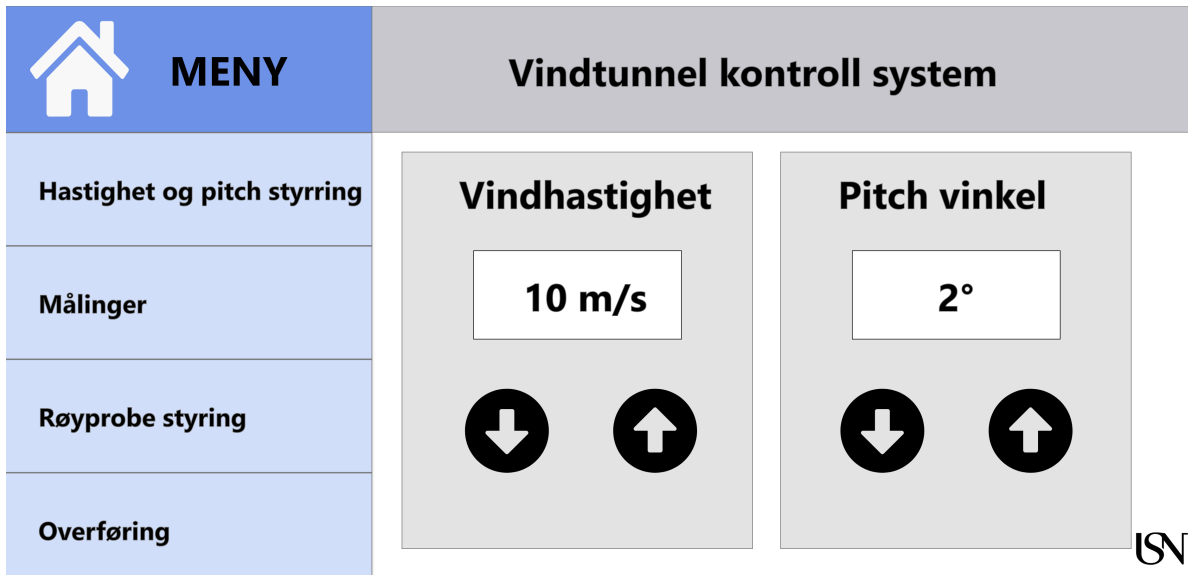 MENY
Vindtunnel kontroll system
Hastighet og pitch styrring
Målinger
Røyprobe styring
Overføring
Vindhastighet
10 m/s
Pitch vinkel
2°
USN